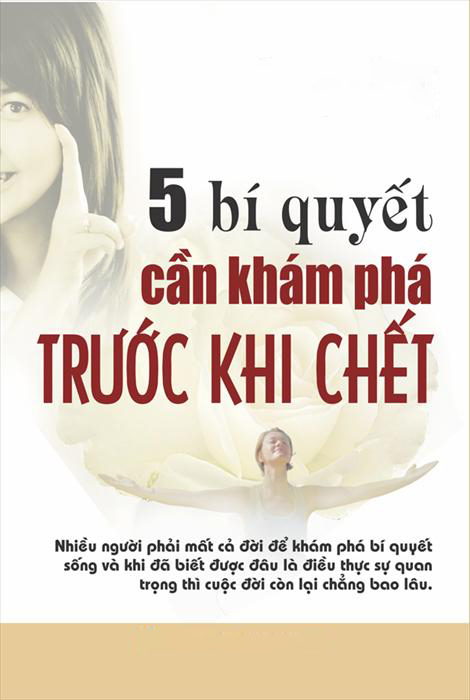 5 bí quyết
cần khám phá
TRƯỚC KHI CHẾT
Nhiều người phải mất cả đời để khám phá bí quyết
sống và khi đã biết được đâu là điều thực sự quan
trọng thì cuộc đời còn lại chẳng bao lâu.